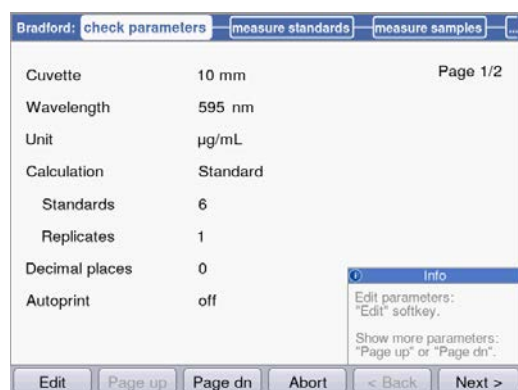 Bradford: check parameters measure standards measure samples ...
Page 1/2
Cuvette 10 mm
Wavelength 595 nm
Unit µg/mL
Calculation Standard
Standards 6
Replicates 1
Decimal places 0
Autoprint off
Info
Edit parameters:
"Edit" softkey.
Show more parameters:
"Page up" or "Page dn".
Edit Page up Page dn Abort < Back Next >